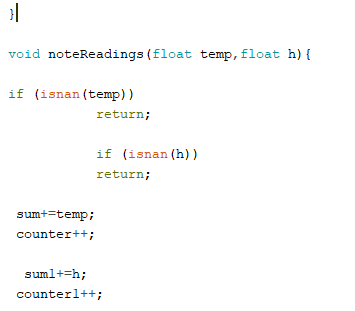 }
void noteReadings(float temp,float h){
if (isnan(temp))
return;
if (isnan(h))
return;
sum+=temp;
counter++;
sum1+=h;
counter1++;